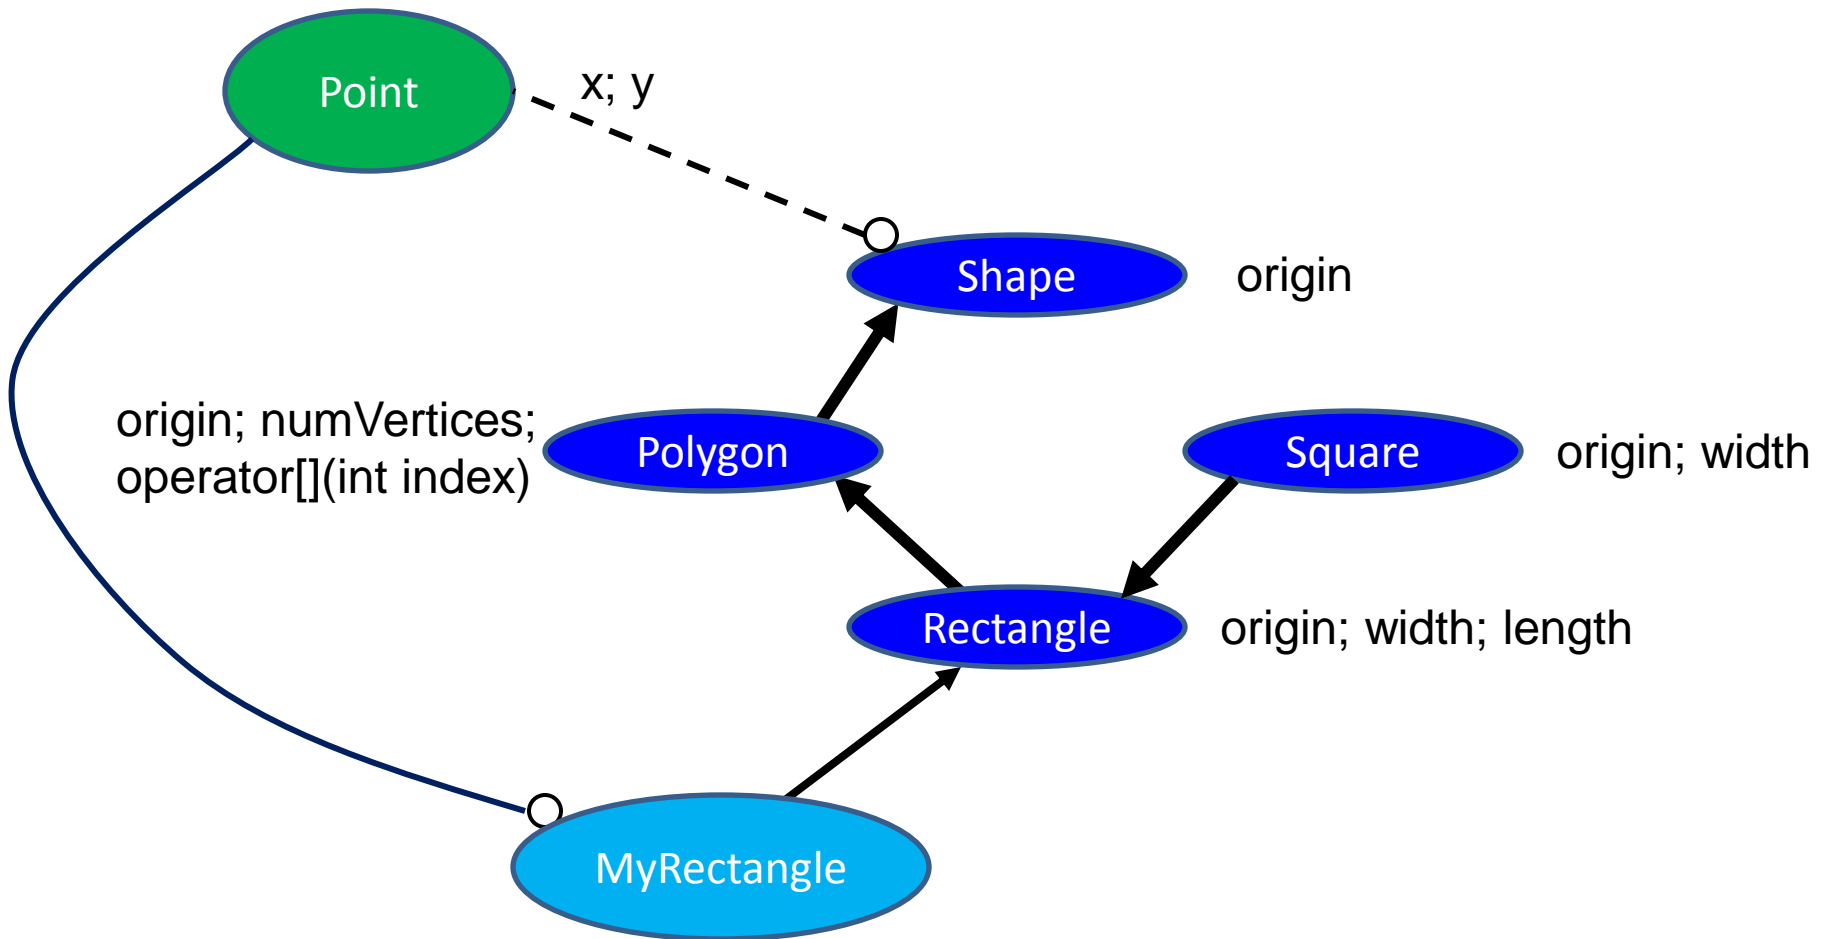 Point
x; y
Shape
origin
origin; numVertices;
operator[](int index)
Polygon
Square
origin; width
Rectangle
origin; width; length
MyRectangle